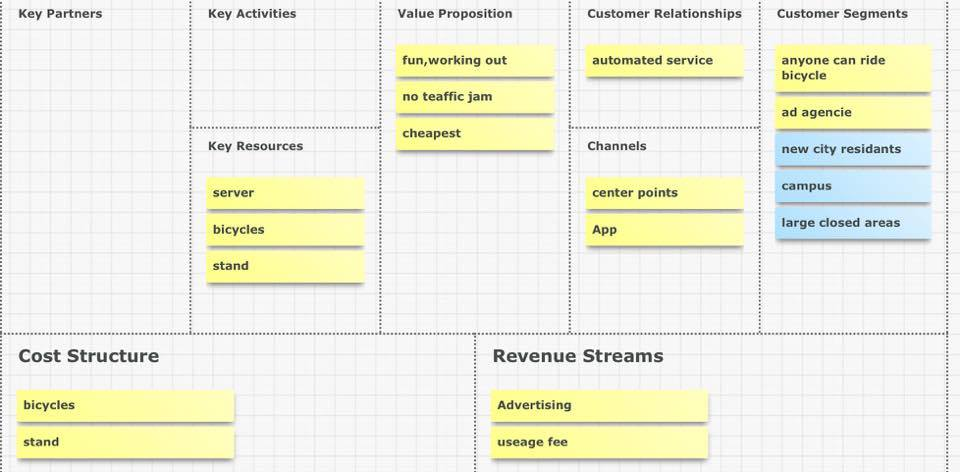 Key Partners
Key Activities
Value Proposition
fun,working out
no teaffic jam
cheapest
Customer Relationships
automated service
Customer Segments
anyone can ride
bicycle
ad agencie
new city residants
campus
large closed areas
Key Resources
server
bicycles
stand
Channels
center points
App
Cost Structure
bicycles
stand
Revenue Streams
Advertising
useage fee